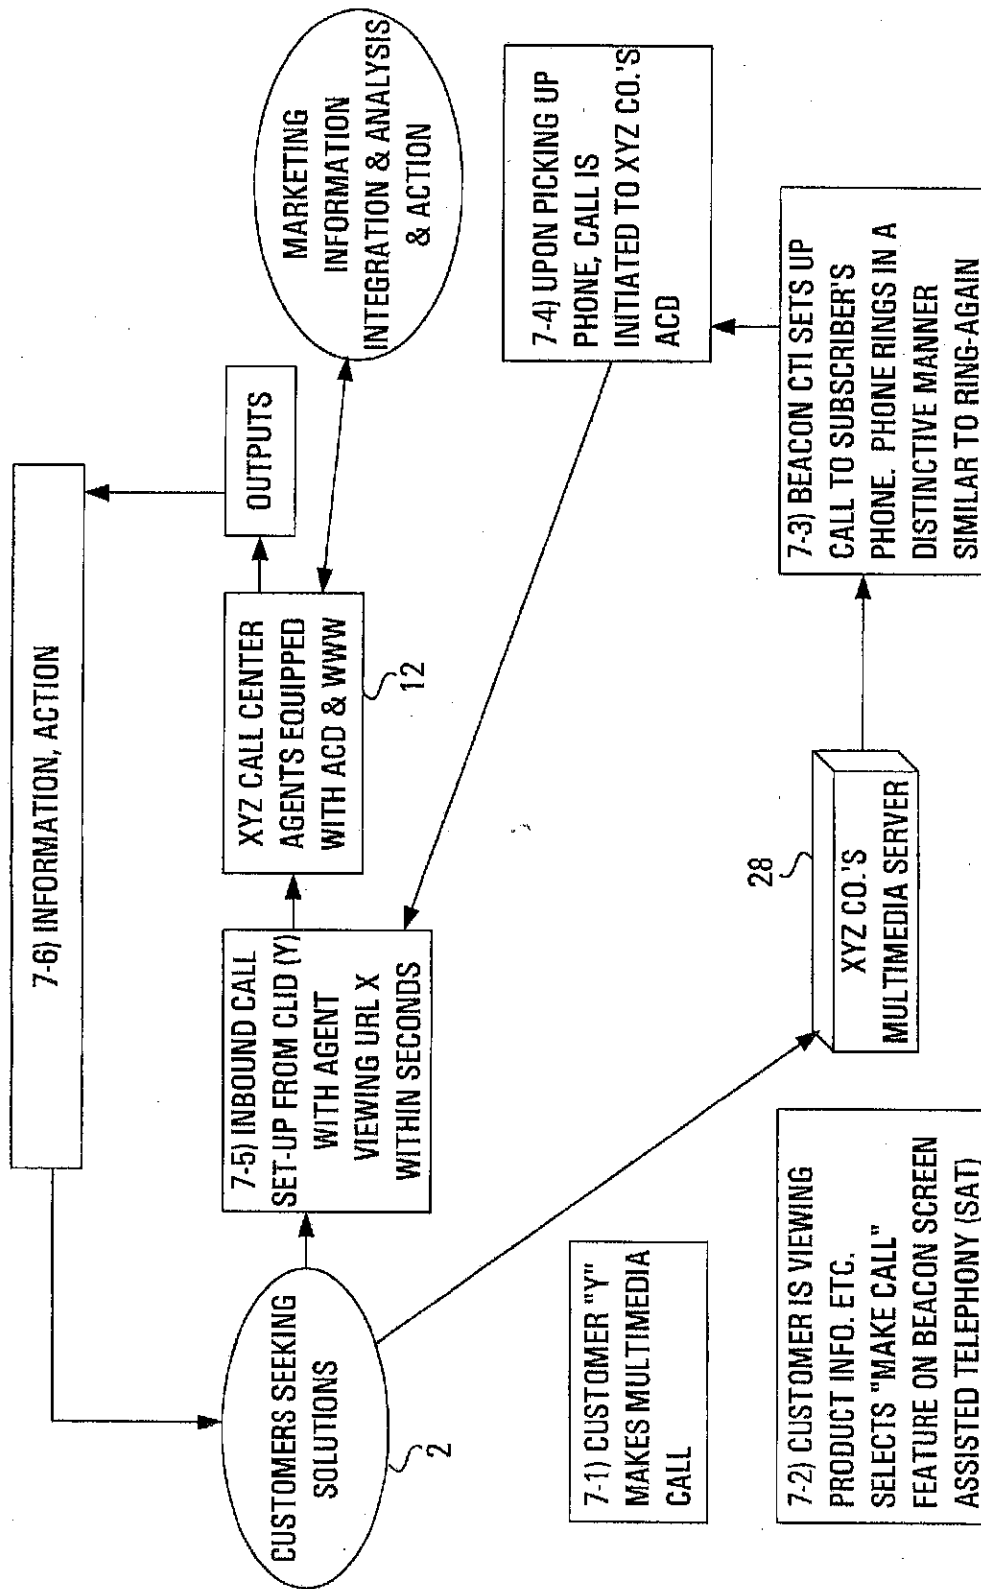 7-6) INFORMATION, ACTION
CUSTOMERS SEEKING
SOLUTIONS
2
7-5) INBOUND CALL
SET-UP FROM CLID (Y)
WITH AGENT
VIEWING URL X
WITHIN SECONDS
XYZ CALL CENTER
AGENTS EQUIPPED
WITH ACD & WWW
12
OUTPUTS
MARKETING
INFORMATION
INTEGRATION & ANALYSIS
& ACTION
7-1) CUSTOMER "Y"
MAKES MULTIMEDIA
CALL
7-4) UPON PICKING UP
PHONE, CALL IS
INITIATED TO XYZ CO.'S
ACD
7-2) CUSTOMER IS VIEWING
PRODUCT INFO. ETC.
SELECTS "MAKE CALL"
FEATURE ON BEACON SCREEN
ASSISTED TELEPHONY (SAT)
28
XYZ CO.'S
MULTIMEDIA SERVER
7-3) BEACON CTI SETS UP
CALL TO SUBSCRIBER'S
PHONE. PHONE RINGS IN A
DISTINCTIVE MANNER
SIMILAR TO RING-AGAIN